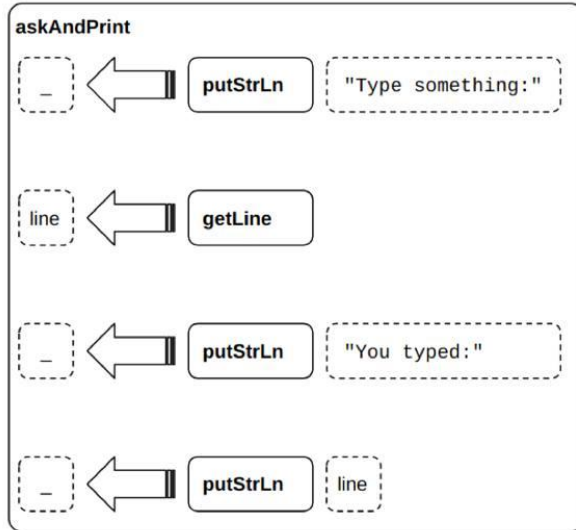 askAndPrint
_ putStrLn "Type something:"
line getLine
_ putStrLn "You typed:"
_ putStrLn line